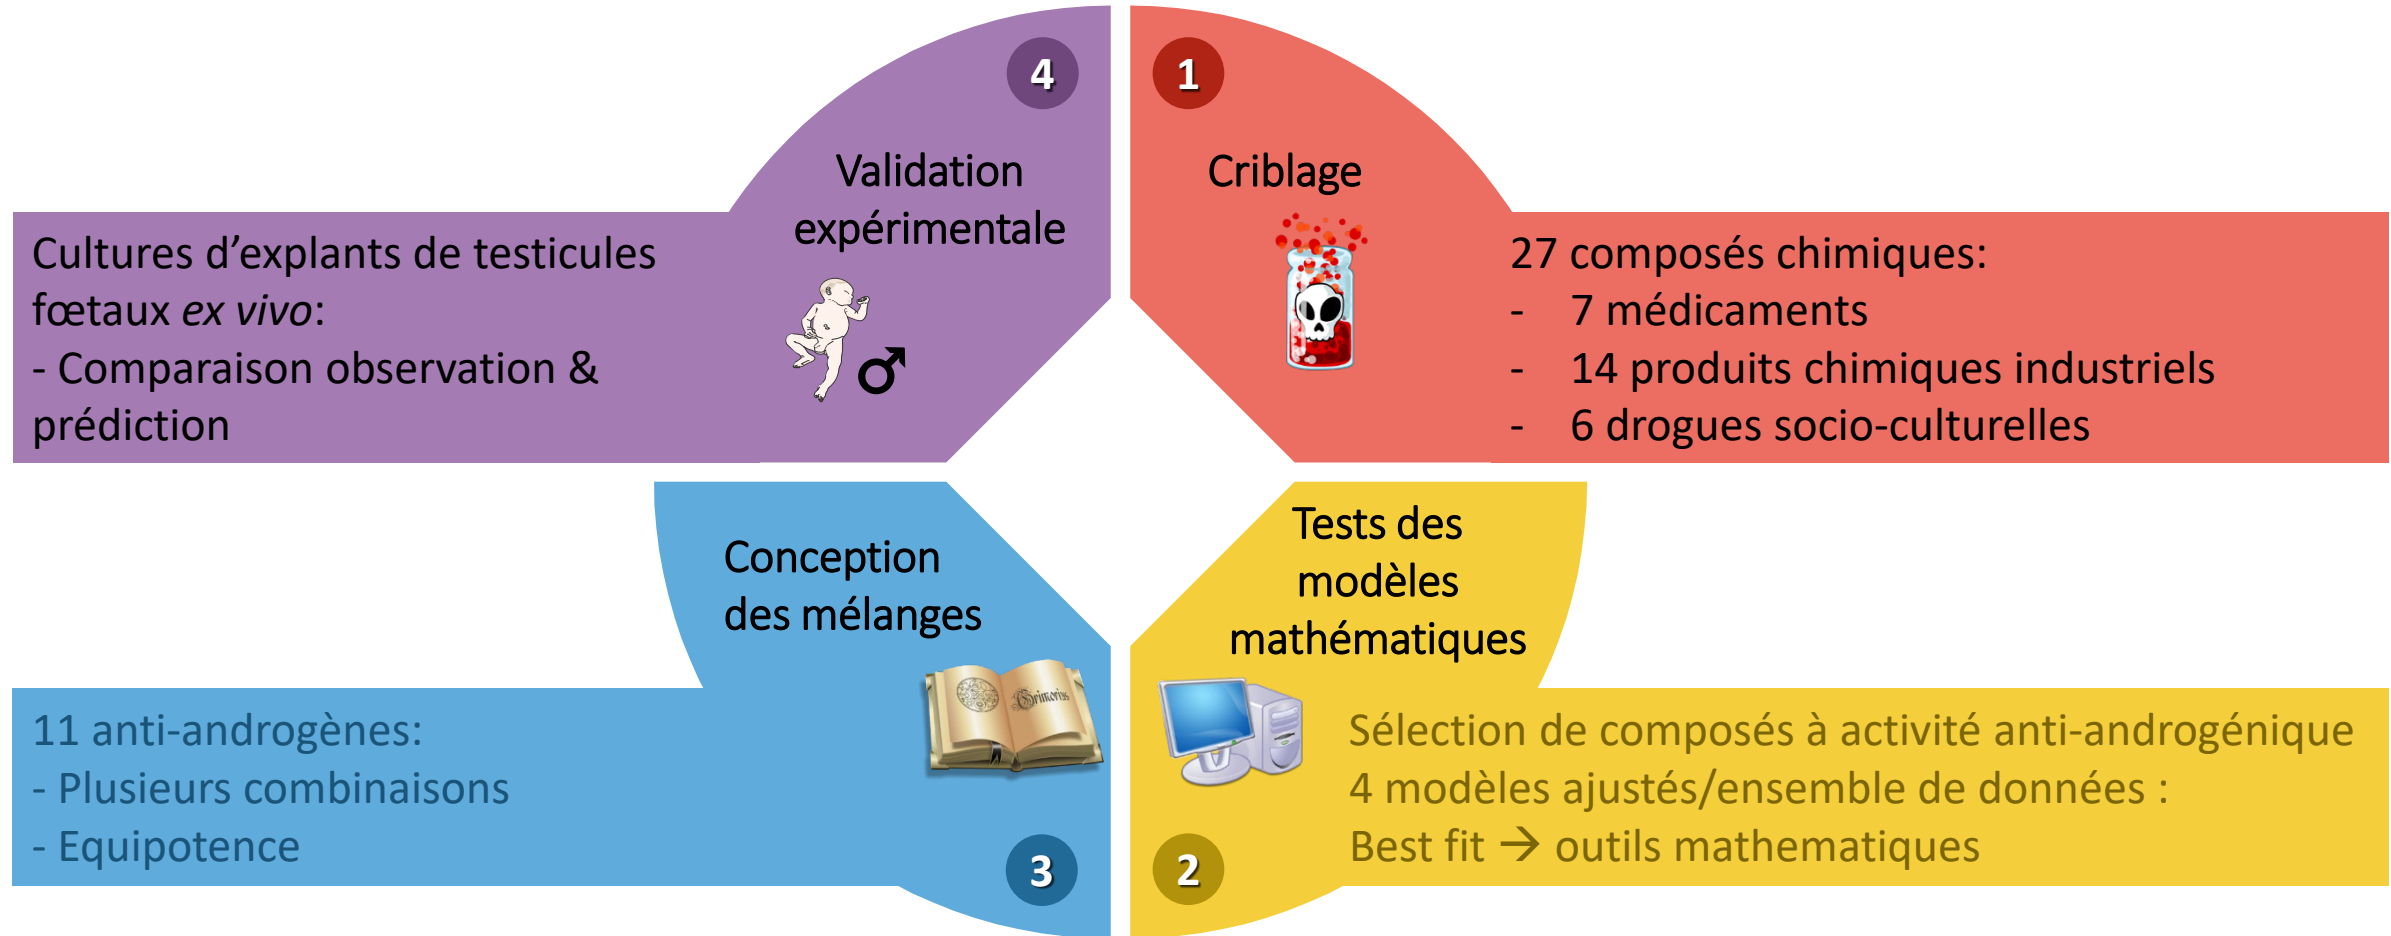 1
Criblage
27 composés chimiques:
- 7 médicaments
- 14 produits chimiques industriels
- 6 drogues socio-culturelles
2
Tests des
modèles
mathématiques
Sélection de composés à activité anti-androgénique
4 modèles ajustés/ensemble de données :
Best fit → outils mathematiques
3
Conception
des mélanges
Grimorius
11 anti-androgènes:
- Plusieurs combinaisons
- Equipotence
4
Validation
expérimentale
Cultures d’explants de testicules
fœtaux ex vivo:
- Comparaison observation &
prédiction